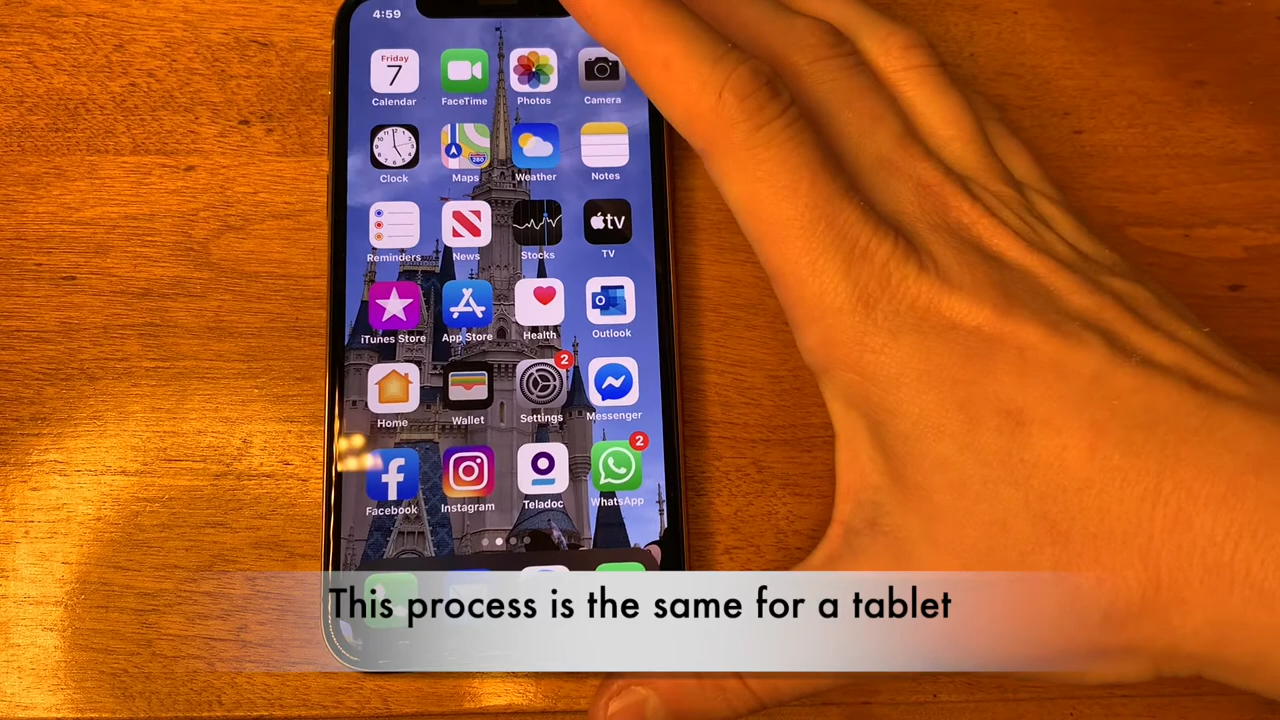 4:59
Friday
7
Calendar
FaceTime
Photos
Camera
Clock
Maps
280
Weather
Notes
Reminders
News
Stocks
tv
TV
iTunes Store
App Store
Health
Outlook
Home
Wallet
2
Settings
Messenger
Facebook
Instagram
Teladoc
2
WhatsApp
This process is the same for a tablet